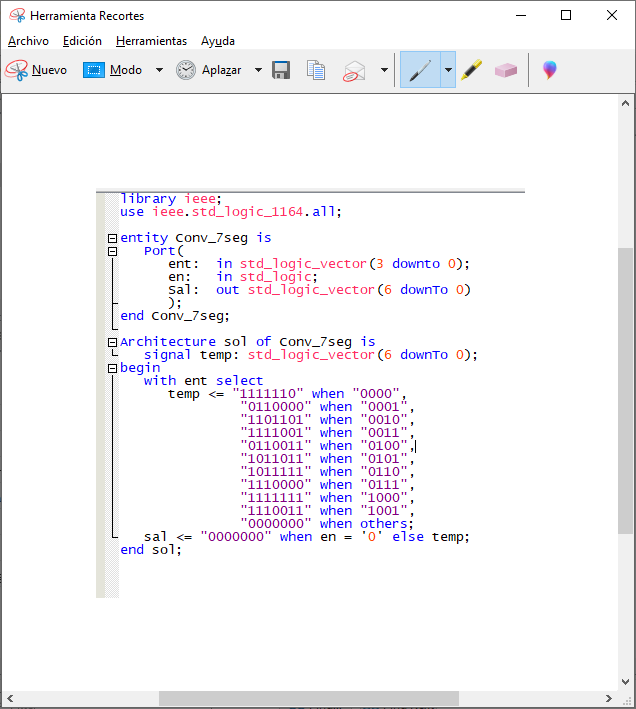 Herramienta Recortes
Archivo Edición Herramientas Ayuda
Nuevo Modo Aplazar
library ieee;
use ieee.std_logic_1164.all;
entity Conv_7seg is
Port(
ent: in std_logic_vector(3 downto 0);
en: in std_logic;
Sal: out std_logic_vector(6 downTo 0)
);
end Conv_7seg;
Architecture sol of Conv_7seg is
signal temp: std_logic_vector(6 downTo 0);
begin
with ent select
temp <= "1111110" when "0000",
"0110000" when "0001",
"1101101" when "0010",
"1111001" when "0011",
"0110011" when "0100",
"1011011" when "0101",
"1011111" when "0110",
"1110000" when "0111",
"1111111" when "1000",
"1110011" when "1001",
"0000000" when others;
sal <= "0000000" when en = '0' else temp;
end sol;